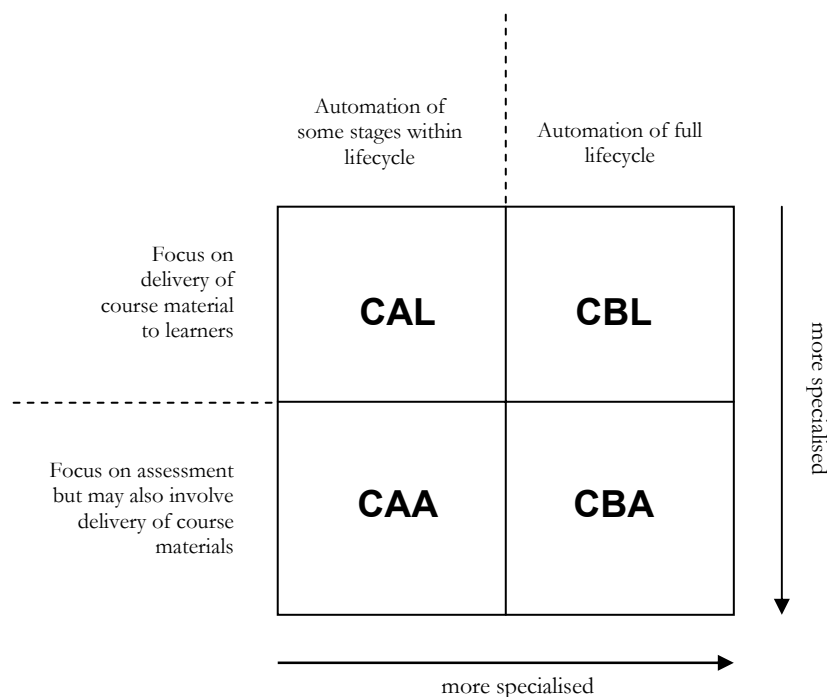 Automation of
some stages within
lifecycle
Automation of full
lifecycle
Focus on
delivery of
course material
to learners
CAL
CBL
more specialised
Focus on assessment
but may also involve
delivery of course
materials
CAA
CBA
more specialised